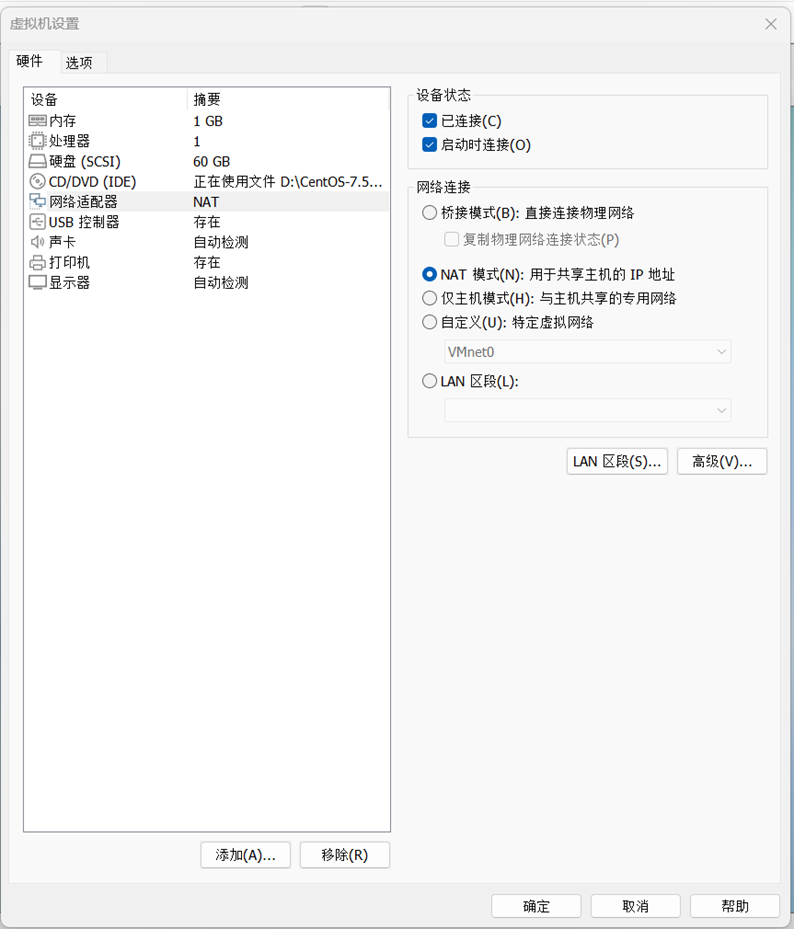 虚拟机设置
硬件 选项
设备 摘要
内存 1 GB
处理器 1
硬盘 (SCSI) 60 GB
CD/DVD (IDE) 正在使用文件 D:\CentOS-7.5...
网络适配器 NAT
USB 控制器 存在
声卡 自动检测
打印机 存在
显示器 自动检测
添加(A)... 移除(R)
设备状态
已连接(C)
启动时连接(O)
网络连接
桥接模式(B): 直接连接物理网络
复制物理网络连接状态(P)
NAT 模式(N): 用于共享主机的 IP 地址
仅主机模式(H): 与主机共享的专用网络
自定义(U): 特定虚拟网络
VMnet0
LAN 区段(L):
LAN 区段(S)... 高级(V)...
确定 取消 帮助